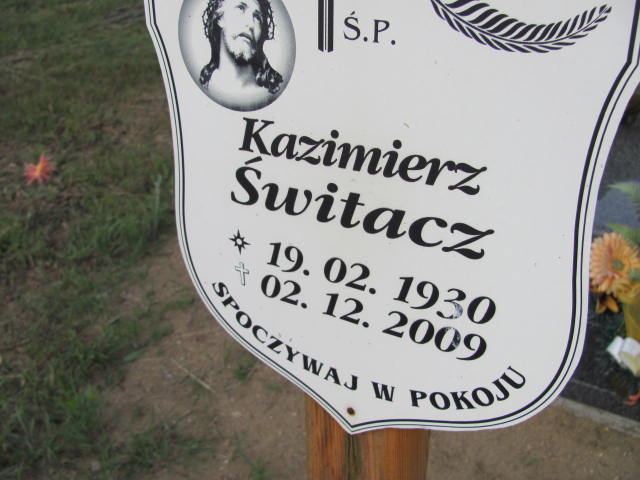 Ś.P.
Kazimierz
Świtacz
19. 02. 1930
02. 12. 2009
SPOCZYWAJ W POKOJU